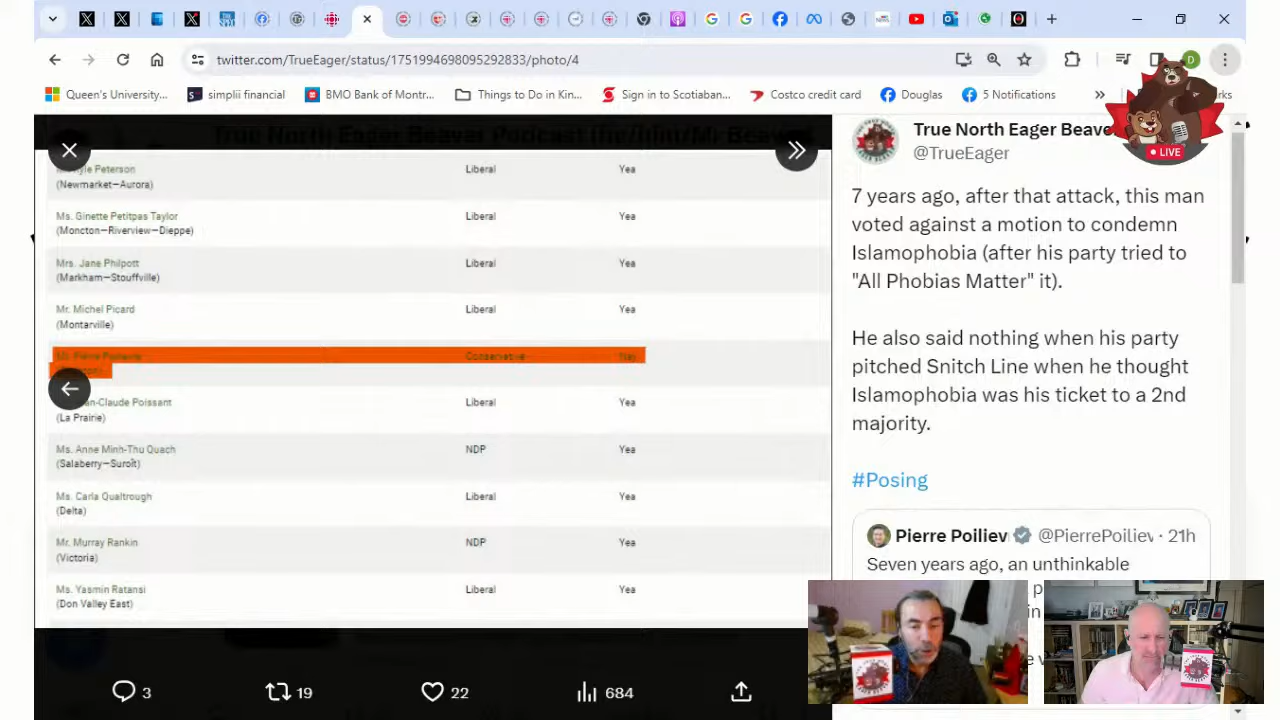 twitter.com/TrueEager/status/1751994698095292833/photo/4
Queen's University...
simplii financial
BMO Bank of Montr...
Things to Do in Kin...
Sign in to Scotiaban...
Costco credit card
Douglas
5 Notifications
LIVE
Peterson Liberal Yea
(Newmarket—Aurora)
Ms. Ginette Petitpas Taylor Liberal Yea
(Moncton—Riverview—Dieppe)
Mrs. Jane Philpott Liberal Yea
(Markham—Stouffville)
Mr. Michel Picard Liberal Yea
(Montarville)
Mr. Pierre Poilievre Conservative Nay
-Claude Poissant Liberal Yea
(La Prairie)
Ms. Anne Minh-Thu Quach NDP Yea
(Salaberry—Suroît)
Ms. Carla Qualtrough Liberal Yea
(Delta)
Mr. Murray Rankin NDP Yea
(Victoria)
Ms. Yasmin Ratansi Liberal Yea
(Don Valley East)
3 19 22 684
True North Eager Beave
@TrueEager
7 years ago, after that attack, this man
voted against a motion to condemn
Islamophobia (after his party tried to
"All Phobias Matter" it).
He also said nothing when his party
pitched Snitch Line when he thought
Islamophobia was his ticket to a 2nd
majority.
#Posing
Pierre Poiliev @PierrePoiliev · 21h
Seven years ago, an unthinkable